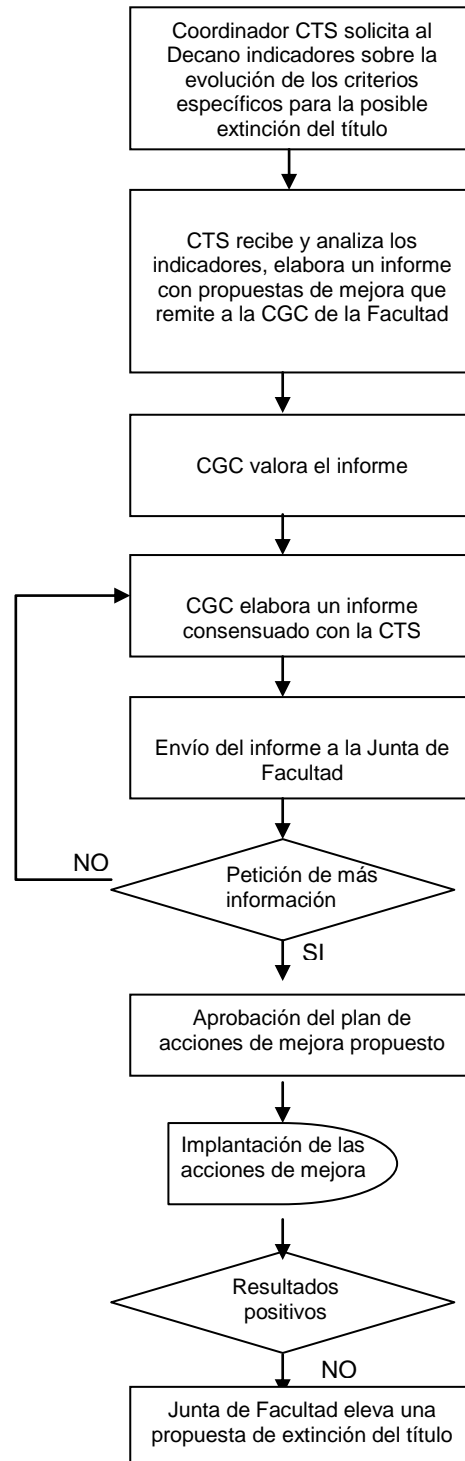 Coordinador CTS solicita al
Decano indicadores sobre la
evolución de los criterios
específicos para la posible
extinción del título
CTS recibe y analiza los
indicadores, elabora un informe
con propuestas de mejora que
remite a la CGC de la Facultad
CGC valora el informe
CGC elabora un informe
consensuado con la CTS
Envío del informe a la Junta de
Facultad
NO
Petición de más
información
SI
Aprobación del plan de
acciones de mejora propuesto
Implantación de las
acciones de mejora
Resultados
positivos
NO
Junta de Facultad eleva una
propuesta de extinción del título